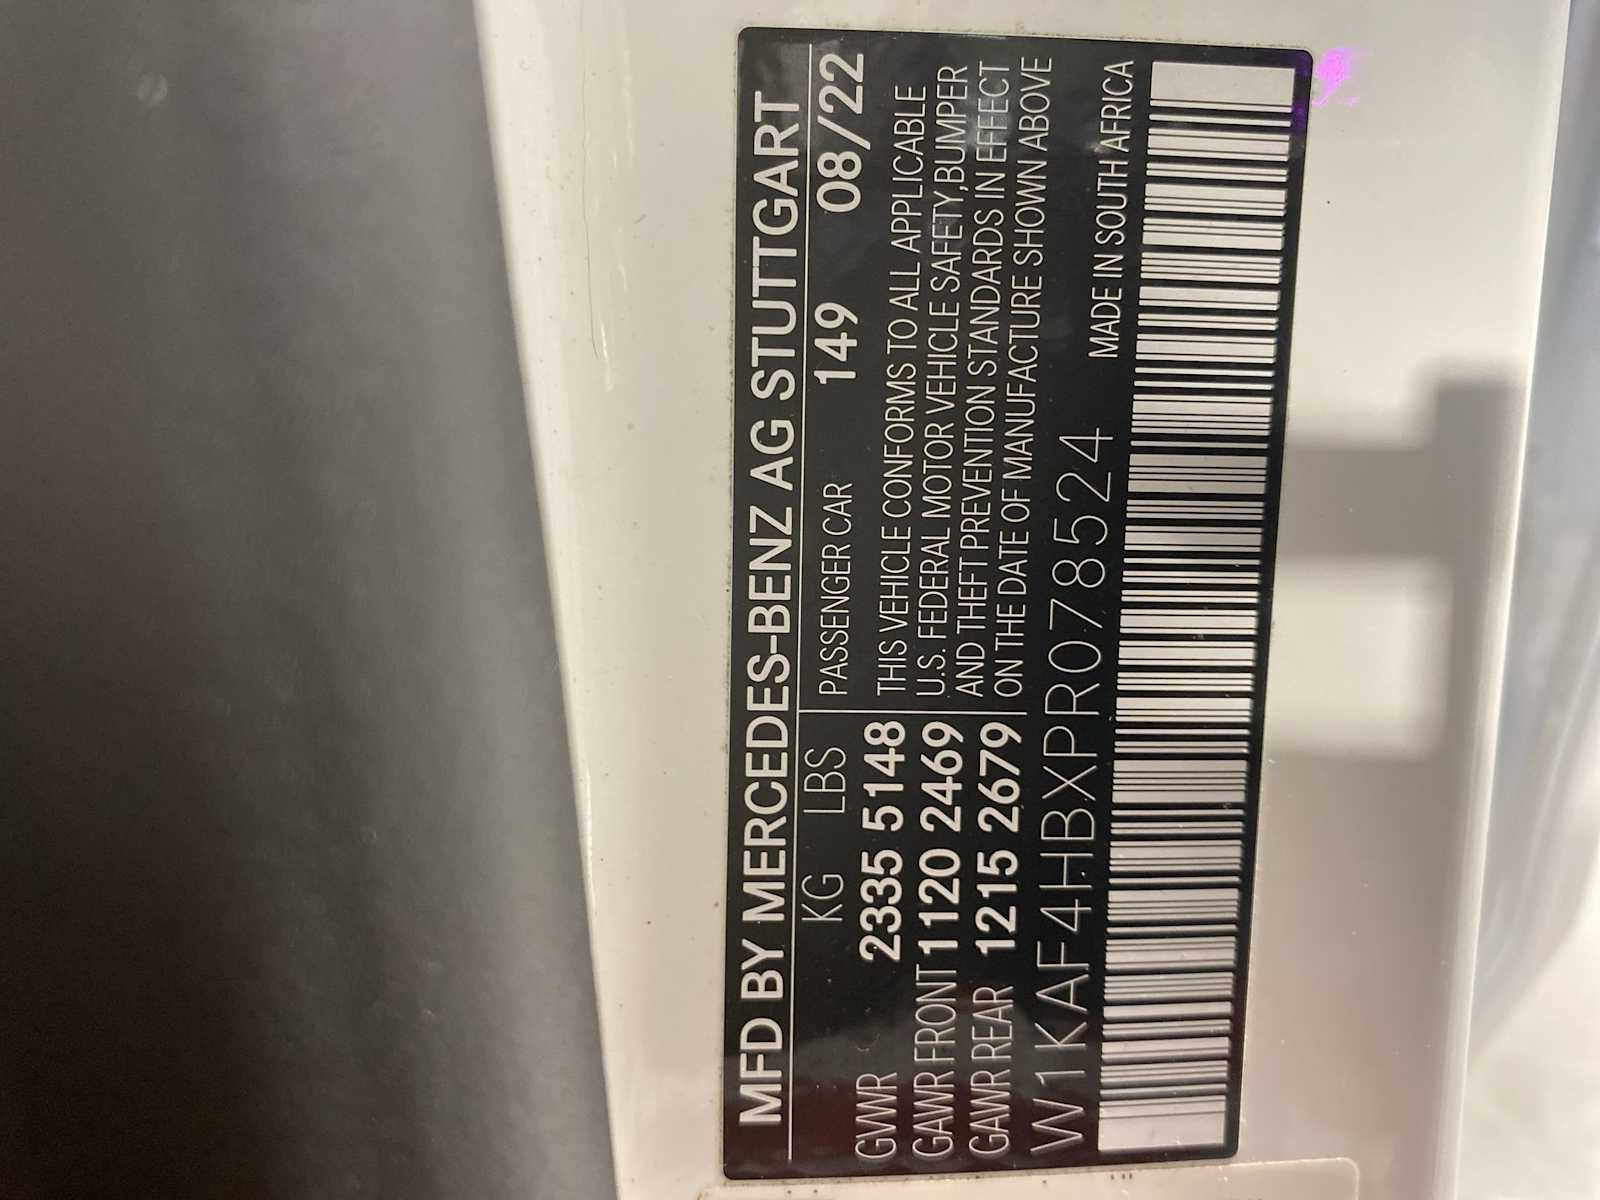 MFD BY MERCEDES-BENZ AG STUTTGART
KG LBS PASSENGER CAR 149 08/22
GVWR 2335 5148
GAWR FRONT 1120 2469
GAWR REAR 1215 2679
THIS VEHICLE CONFORMS TO ALL APPLICABLE
U.S. FEDERAL MOTOR VEHICLE SAFETY,BUMPER
AND THEFT PREVENTION STANDARDS IN EFFECT
ON THE DATE OF MANUFACTURE SHOWN ABOVE
W1KAF4HBXPR078524 MADE IN SOUTH AFRICA